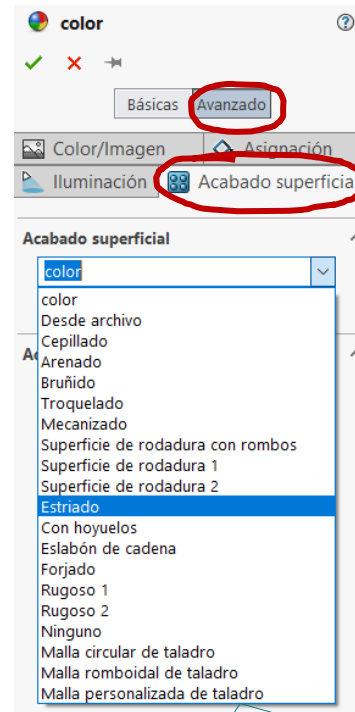 color
Básicas Avanzado
Color/Imagen Asignación
Iluminación Acabado superficia
Acabado superficial
color
color
Desde archivo
Cepillado
Ac
Arenado
Bruñido
Troquelado
Mecanizado
Superficie de rodadura con rombos
Superficie de rodadura 1
Superficie de rodadura 2
Estriado
Con hoyuelos
Eslabón de cadena
Forjado
Rugoso 1
Rugoso 2
Ninguno
Malla circular de taladro
Malla romboidal de taladro
Malla personalizada de taladro